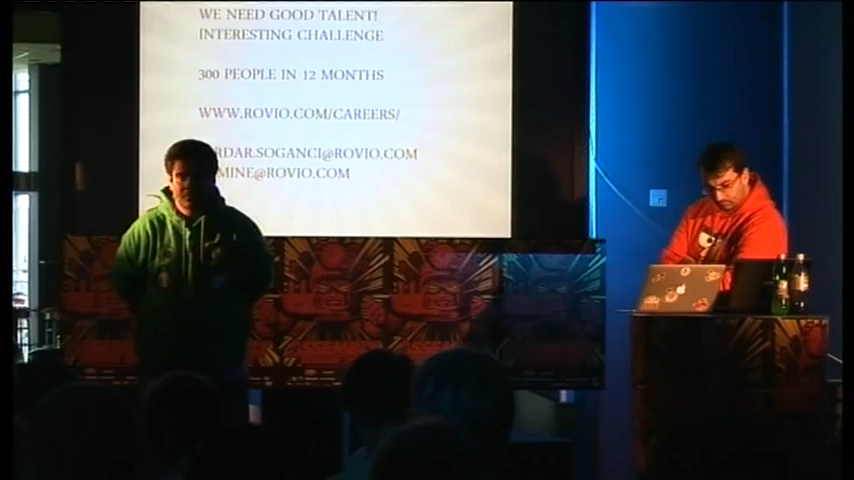 WE NEED GOOD TALENT!
INTERESTING CHALLENGE
300 PEOPLE IN 12 MONTHS
WWW.ROVIO.COM/CAREERS/
RDAR.SOGANCI@ROVIO.COM
MINE@ROVIO.COM